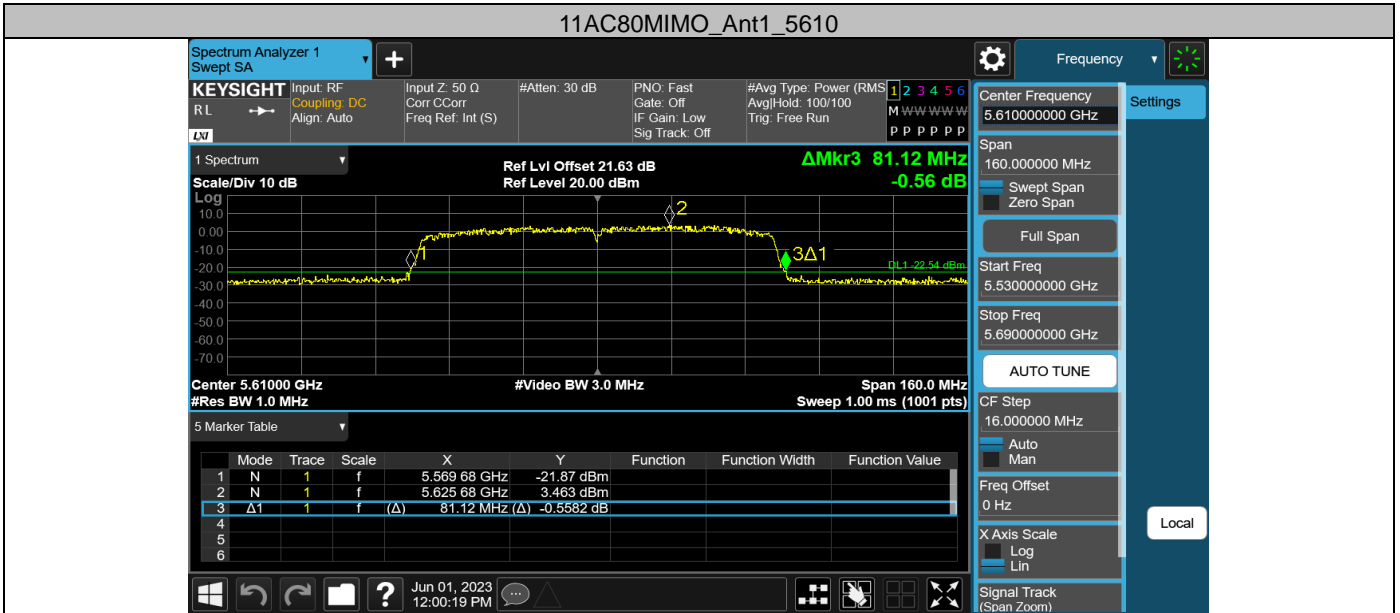 11AC80MIMO_Ant1_5610
Spectrum Analyzer 1
Swept SA
Frequency
KEYSIGHT
R L
LXI
Input: RF
Coupling: DC
Align: Auto
Input Z: 50 Ω
Corr CCorr
Freq Ref: Int (S)
#Atten: 30 dB
PNO: Fast
Gate: Off
IF Gain: Low
Sig Track: Off
#Avg Type: Power (RMS
Avg|Hold: 100/100
Trig: Free Run
1 2 3 4 5 6
M W W W W W
P P P P P P
1 Spectrum
Scale/Div 10 dB
Ref Lvl Offset 21.63 dB
Ref Level 20.00 dBm
ΔMkr3 81.12 MHz
-0.56 dB
Log
10.0
0.00
-10.0
-20.0
-30.0
-40.0
-50.0
-60.0
-70.0
1
2
3Δ1
DL1 -22.54 dBm
Center 5.61000 GHz
#Res BW 1.0 MHz
#Video BW 3.0 MHz
Span 160.0 MHz
Sweep 1.00 ms (1001 pts)
5 Marker Table
Mode Trace Scale X Y Function Function Width Function Value
1 N 1 f 5.569 68 GHz -21.87 dBm
2 N 1 f 5.625 68 GHz 3.463 dBm
3 Δ1 1 f (Δ) 81.12 MHz (Δ) -0.5582 dB
4
5
6
?
Jun 01, 2023
12:00:19 PM
Center Frequency
5.610000000 GHz
Span
160.000000 MHz
Swept Span
Zero Span
Full Span
Start Freq
5.530000000 GHz
Stop Freq
5.690000000 GHz
AUTO TUNE
CF Step
16.000000 MHz
Auto
Man
Freq Offset
0 Hz
X Axis Scale
Log
Lin
Signal Track
(Span Zoom)
Settings
Local